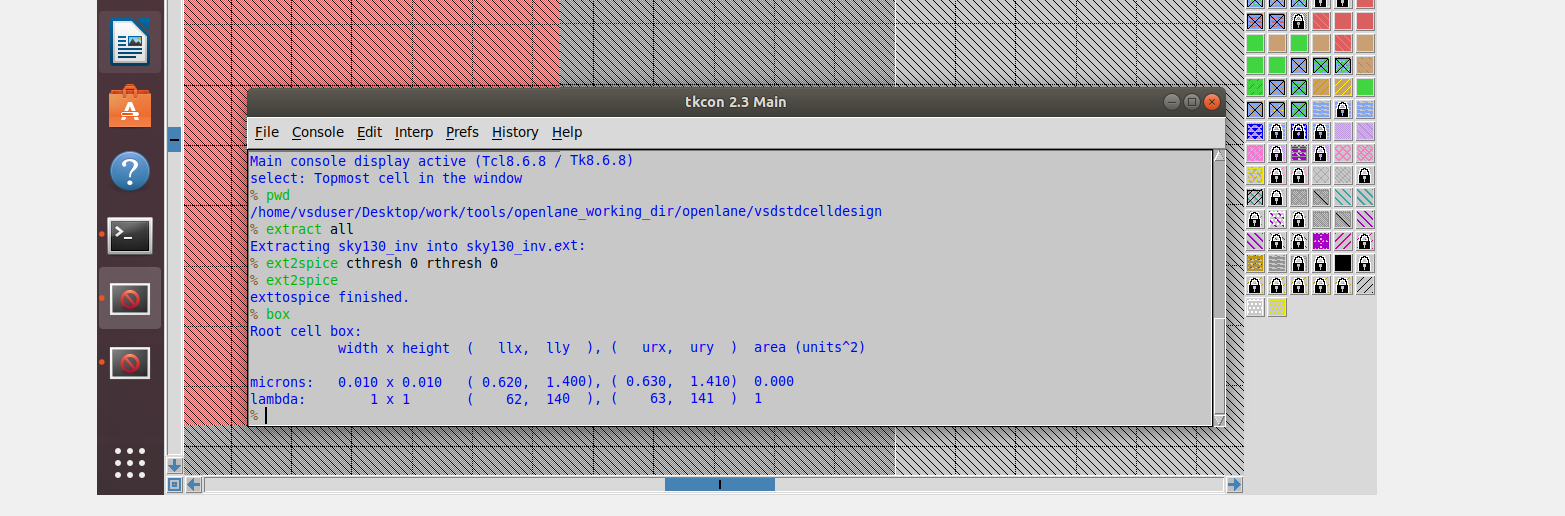 tkcon 2.3 Main
File Console Edit Interp Prefs History Help
Main console display active (Tcl8.6.8 / Tk8.6.8)
select: Topmost cell in the window
% pwd
/home/vsduser/Desktop/work/tools/openlane_working_dir/openlane/vsdstdcelldesign
% extract all
Extracting sky130_inv into sky130_inv.ext:
% ext2spice cthresh 0 rthresh 0
% ext2spice
exttospice finished.
% box
Root cell box:
width x height ( llx, lly ), ( urx, ury ) area (units^2)
microns: 0.010 x 0.010 ( 0.620, 1.400), ( 0.630, 1.410) 0.000
lambda: 1 x 1 ( 62, 140 ), ( 63, 141 ) 1
%